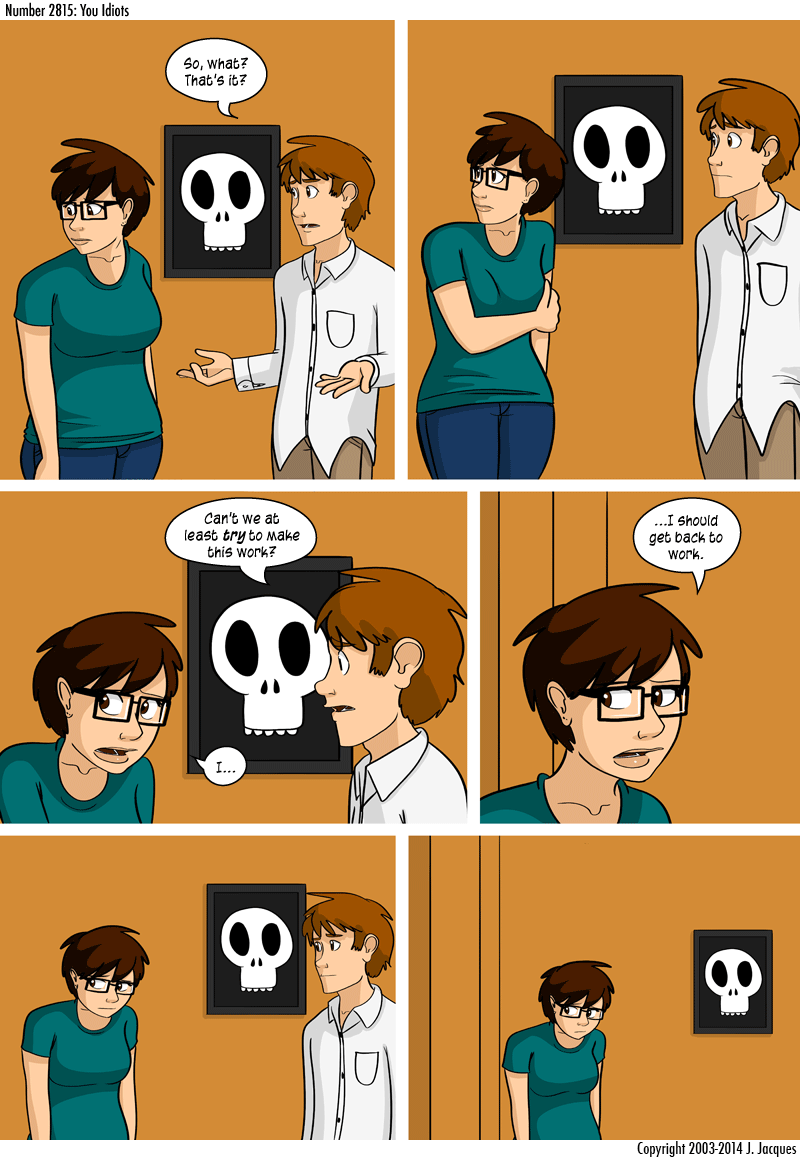 Number 2815: You Idiots
So, what?
That's it?
Can't we at
least try to make
this work?
I...
...I should
get back to
work.
Copyright 2003-2014 J. Jacques